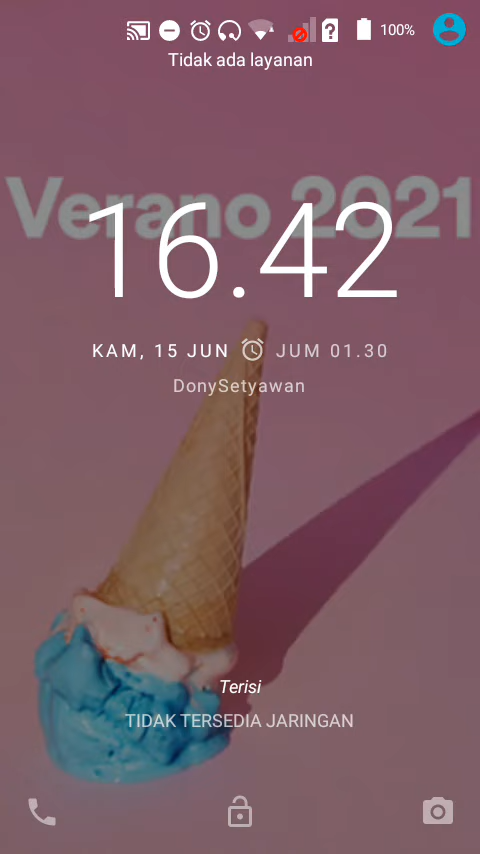 100%
Tidak ada layanan
Verano 2021
16.42
KAM, 15 JUN JUM 01.30
DonySetyawan
Terisi
TIDAK TERSEDIA JARINGAN